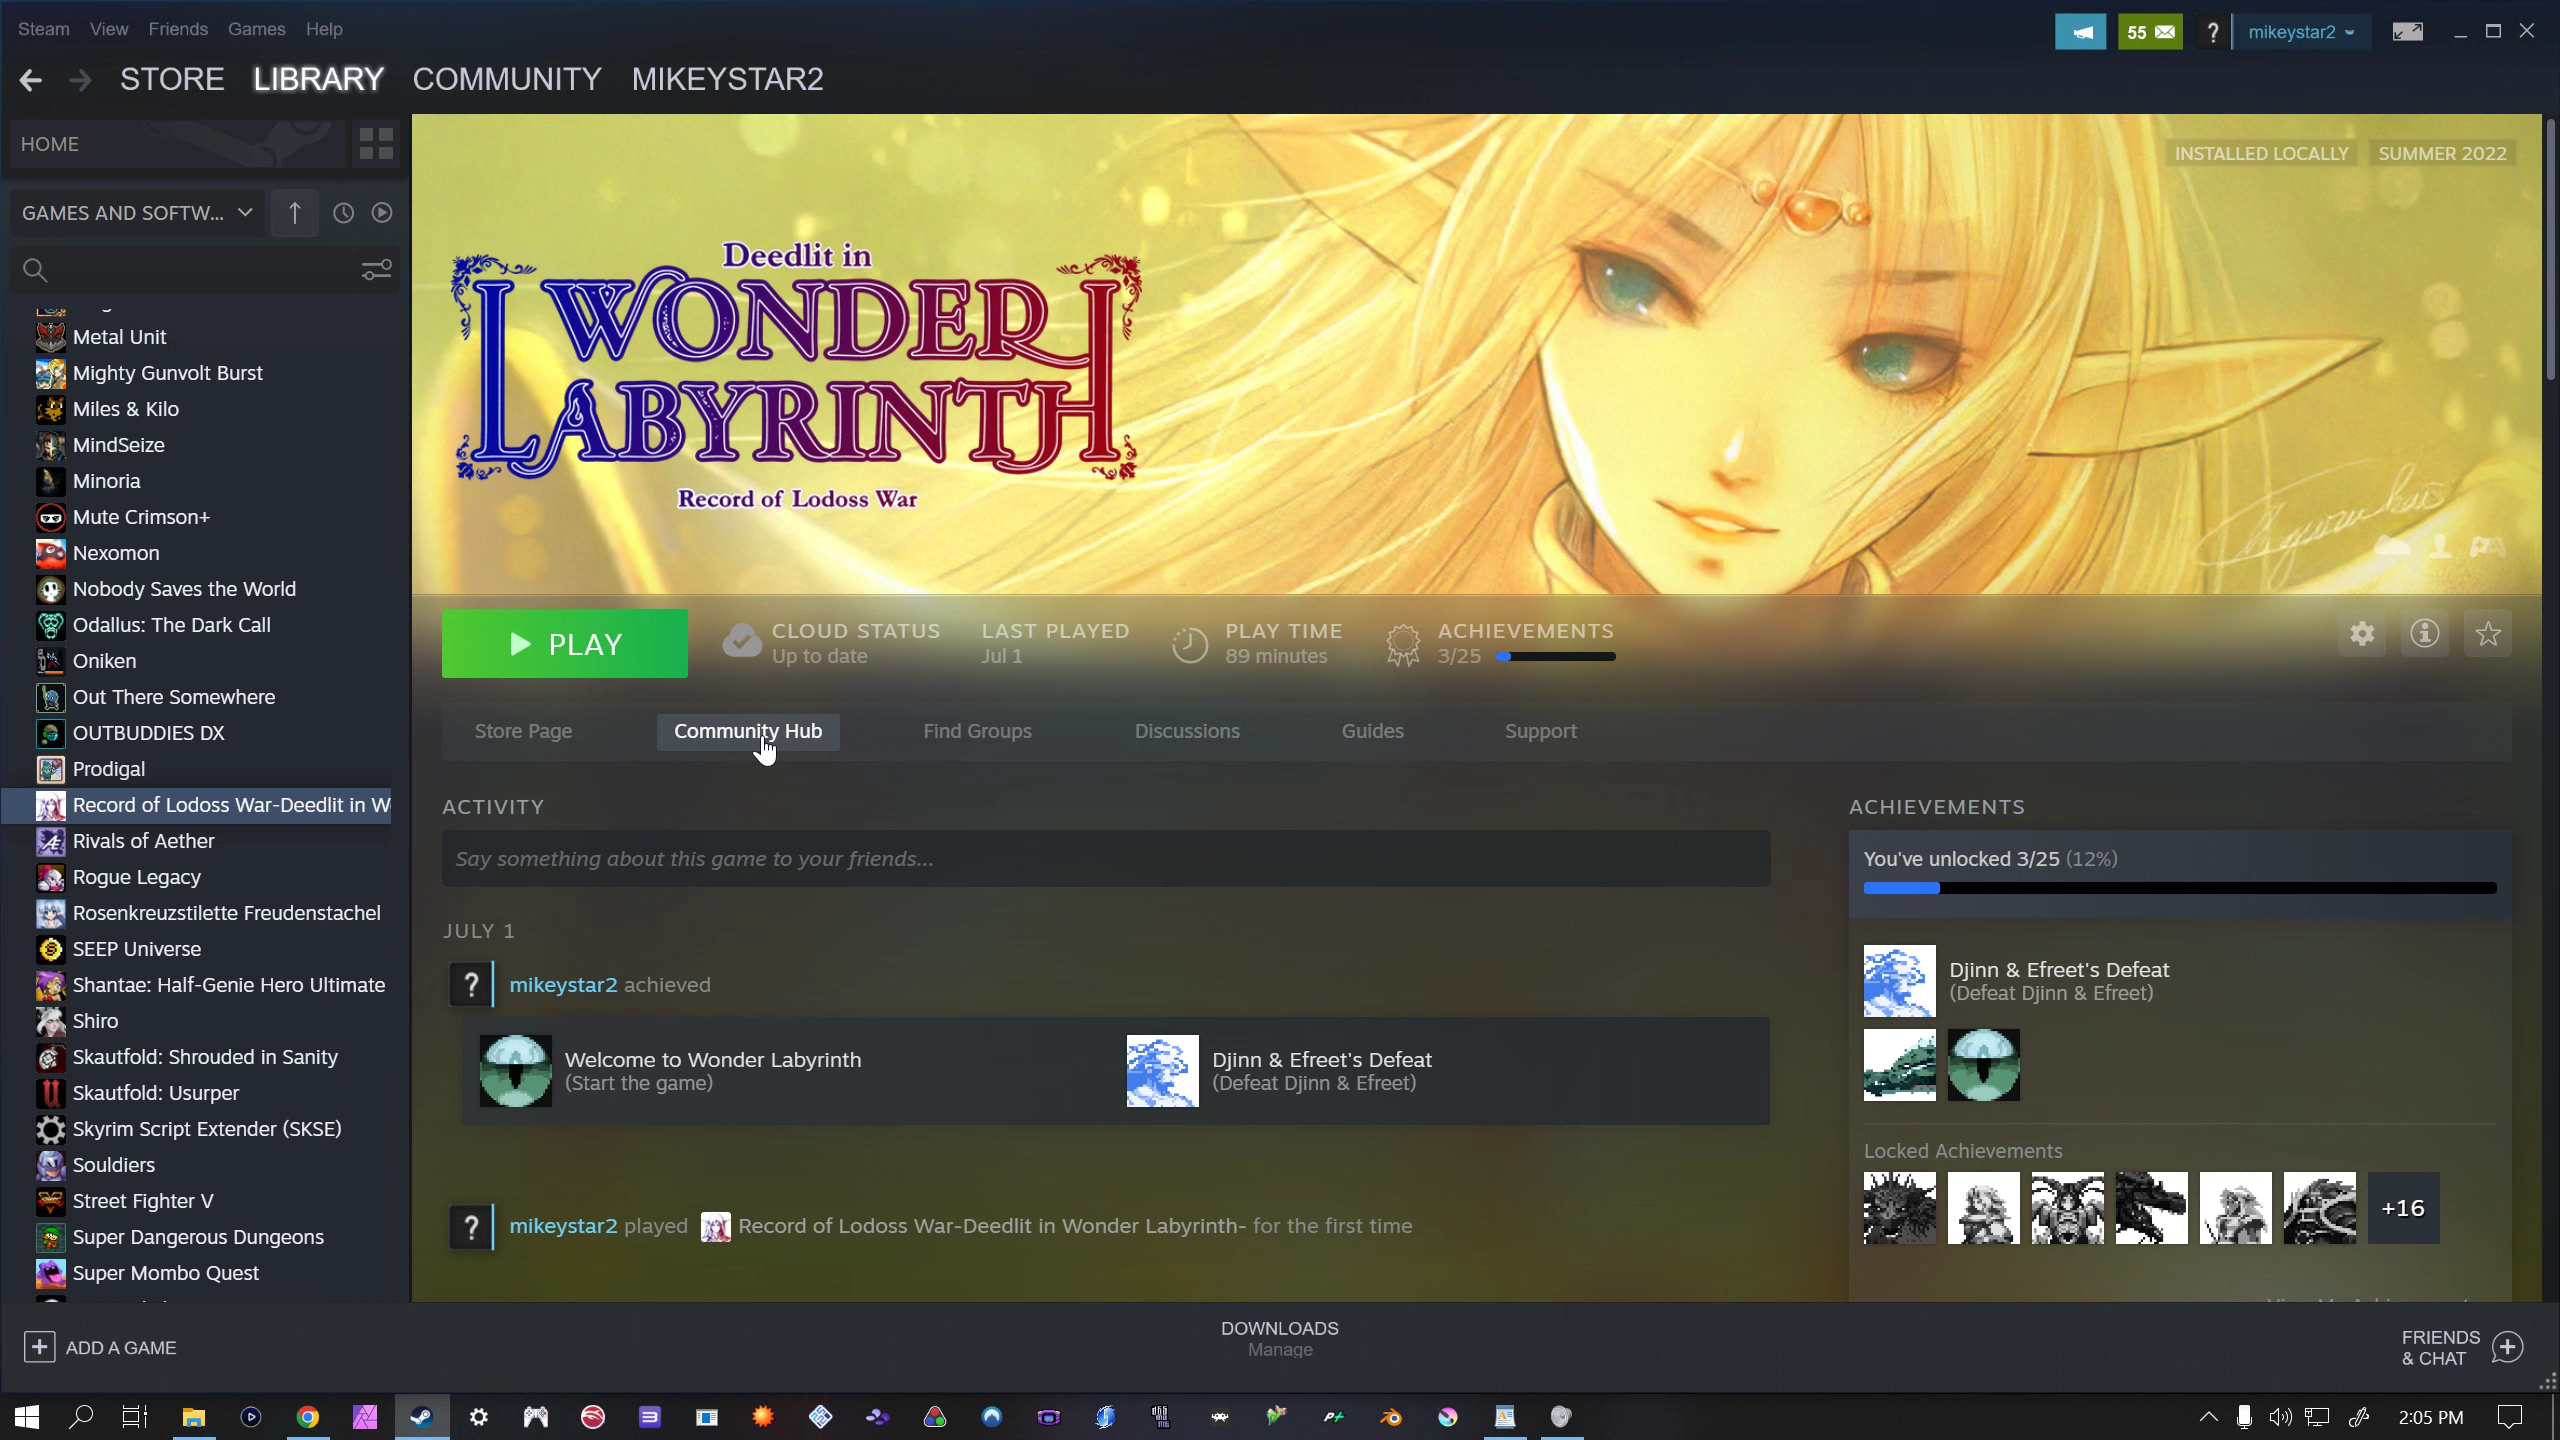 Steam View Friends Games Help
55
?
mikeystar2
STORE LIBRARY COMMUNITY MIKEYSTAR2
HOME
GAMES AND SOFTW...
Metal Unit
Mighty Gunvolt Burst
Miles & Kilo
MindSeize
Minoria
Mute Crimson+
Nexomon
Nobody Saves the World
Odallus: The Dark Call
Oniken
Out There Somewhere
OUTBUDDIES DX
Prodigal
Record of Lodoss War-Deedlit in W
Rivals of Aether
Rogue Legacy
Rosenkreuzstilette Freudenstachel
SEEP Universe
Shantae: Half-Genie Hero Ultimate
Shiro
Skautfold: Shrouded in Sanity
Skautfold: Usurper
Skyrim Script Extender (SKSE)
Souldiers
Street Fighter V
Super Dangerous Dungeons
Super Mombo Quest
INSTALLED LOCALLY SUMMER 2022
Deedlit in
WONDER
LABYRINTH
Record of Lodoss War
PLAY
CLOUD STATUS
Up to date
LAST PLAYED
Jul 1
PLAY TIME
89 minutes
ACHIEVEMENTS
3/25
Store Page Community Hub Find Groups Discussions Guides Support
ACTIVITY
Say something about this game to your friends...
JULY 1
? mikeystar2 achieved
Welcome to Wonder Labyrinth
(Start the game)
Djinn & Efreet's Defeat
(Defeat Djinn & Efreet)
? mikeystar2 played Record of Lodoss War-Deedlit in Wonder Labyrinth- for the first time
ACHIEVEMENTS
You've unlocked 3/25 (12%)
Djinn & Efreet's Defeat
(Defeat Djinn & Efreet)
Locked Achievements
+16
ADD A GAME
DOWNLOADS
Manage
FRIENDS
& CHAT
2:05 PM